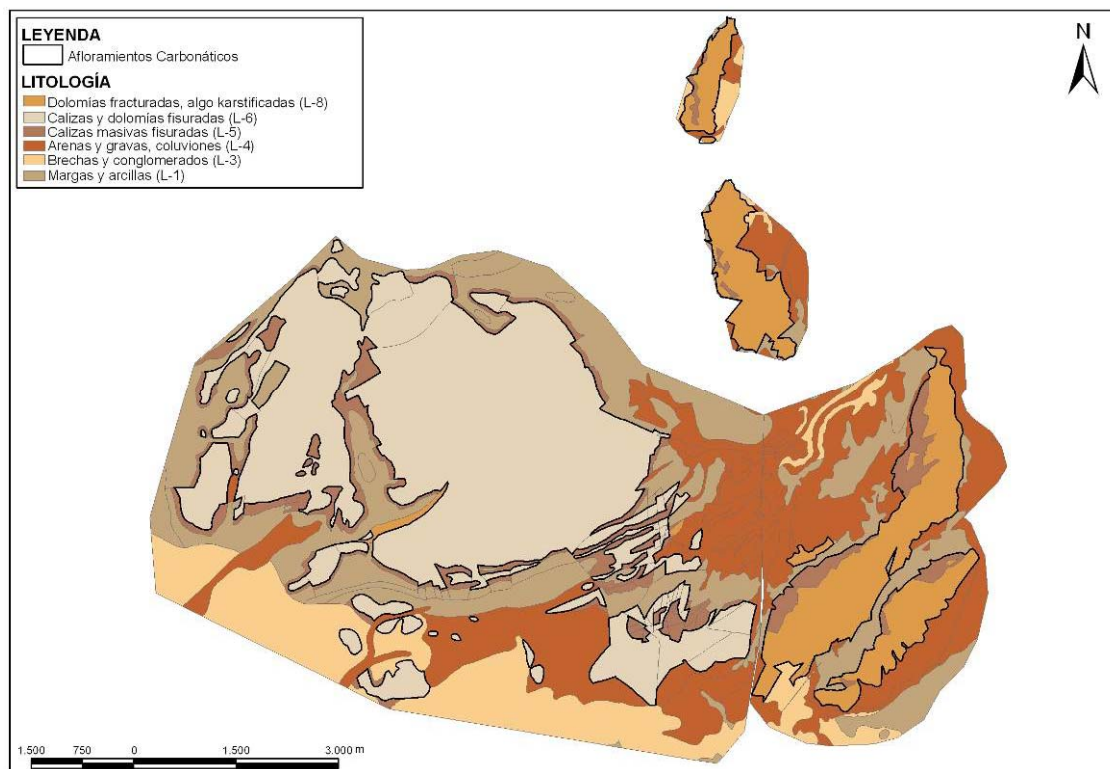 LEYENDA
Afloramientos Carbonáticos
LITOLOGÍA
Dolomías fracturadas, algo karstificadas (L-8)
Calizas y dolomías fisuradas (L-6)
Calizas masivas fisuradas (L-5)
Arenas y gravas, coluviones (L-4)
Brechas y conglomerados (L-3)
Margas y arcillas (L-1)
N
1.500 750 0 1.500 3.000 m